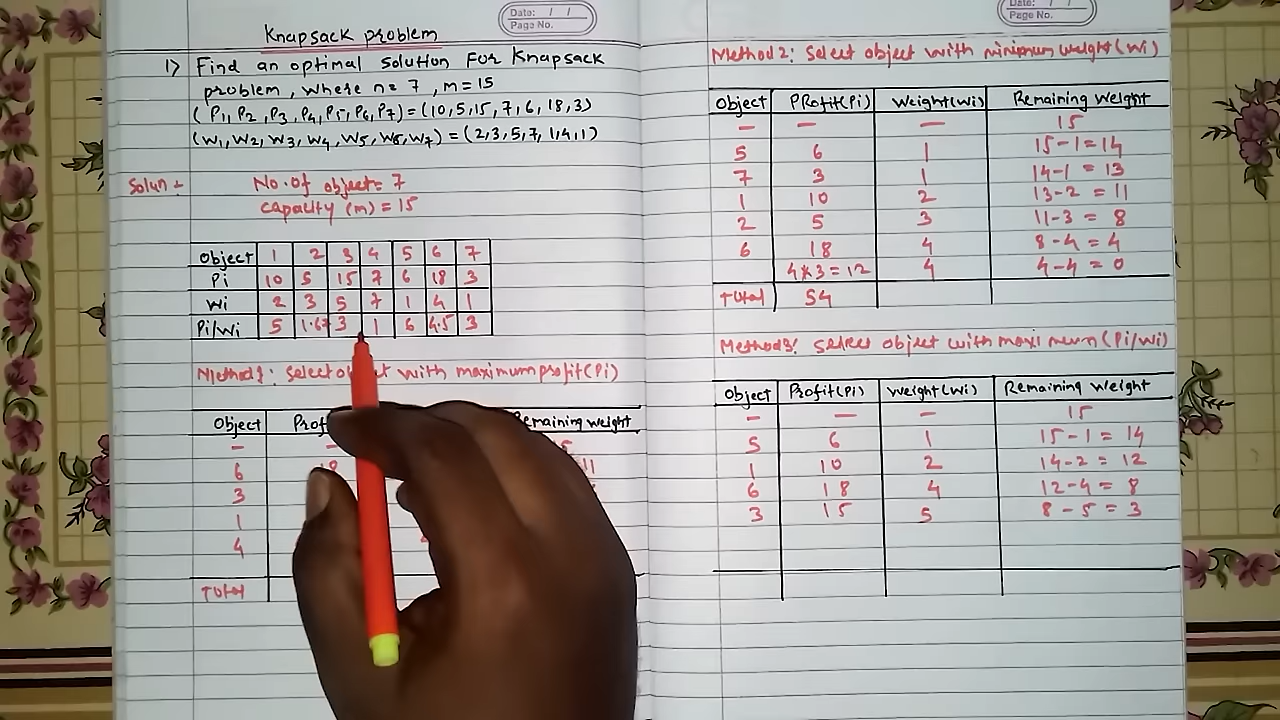 Date: / /
Page No.
Knapsack problem
1) Find an optimal solution For Knapsack
problem, where n= 7 , m= 15
(P1, P2, P3, P4, P5, P6, P7) = (10,5,15,7,6,18,3)
(w1, w2, w3, w4, w5, w6, w7) = (2,3,5,7,1,4,1)
Solun :- No. of object = 7
capacity (m) = 15
Object 1 2 3 4 5 6 7
Pi 10 5 15 7 6 18 3
Wi 2 3 5 7 1 4 1
Pi/Wi 5 1.67 3 1 6 4.5 3
select with maximum profit(Pi)
Object
—
6
3
1
4
Total
Date: / /
Page No.
Method 2: select object with minimum weight (Wi)
Object PRofit(Pi) Weight(Wi) Remaining Weight
— — — 15
5 6 1 15-1=14
7 3 1 14-1 = 13
1 10 2 13-2 = 11
2 5 3 11-3 = 8
6 18 4 8-4 = 4
4*3=12 4 4-4 = 0
Total 54
Method3: select object with maximum (Pi/Wi)
Object Profit(Pi) Weight(Wi) Remaining Weight
— — — 15
5 6 1 15-1 = 14
1 10 2 14-2 = 12
6 18 4 12-4 = 8
3 15 5 8 - 5 = 3